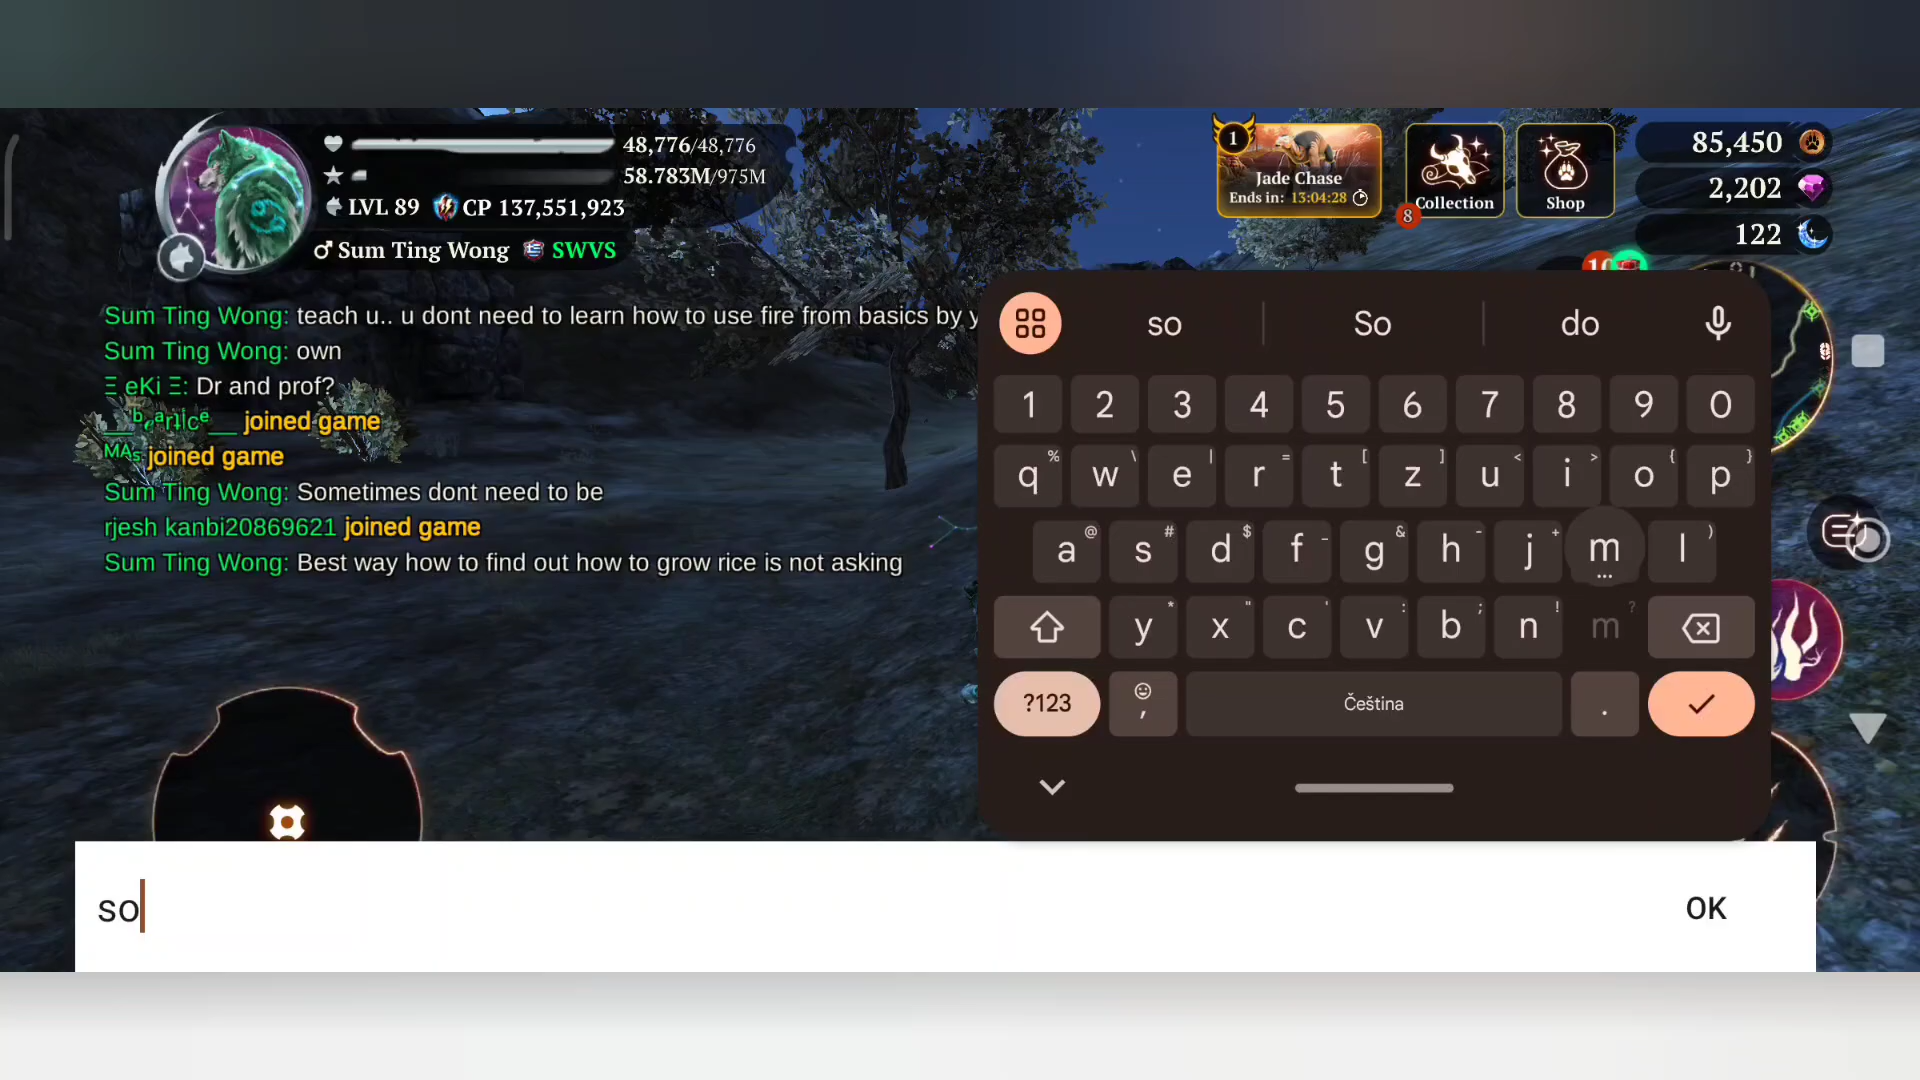 48,776/48,776
58.783M/975M
LVL 89 CP 137,551,923
Sum Ting Wong SWVS
1
Jade Chase
Ends in: 13:04:28
8
Collection
Shop
85,450
2,202
122
10
Sum Ting Wong: teach u.. u dont need to learn how to use fire from basics by y
Sum Ting Wong: own
Ξ eKi Ξ: Dr and prof?
joined game
joined game
Sum Ting Wong: Sometimes dont need to be
rjesh kanbi20869621 joined game
Sum Ting Wong: Best way how to find out how to grow rice is not asking
so So do
1 2 3 4 5 6 7 8 9 0
q % w \ e | r = t [ z ] u < i > o { p }
a @ s # d $ f _ g & h - j + m ... l )
y * x " c ' v : b ; n ! m ?
?123 , Čeština .
so
OK